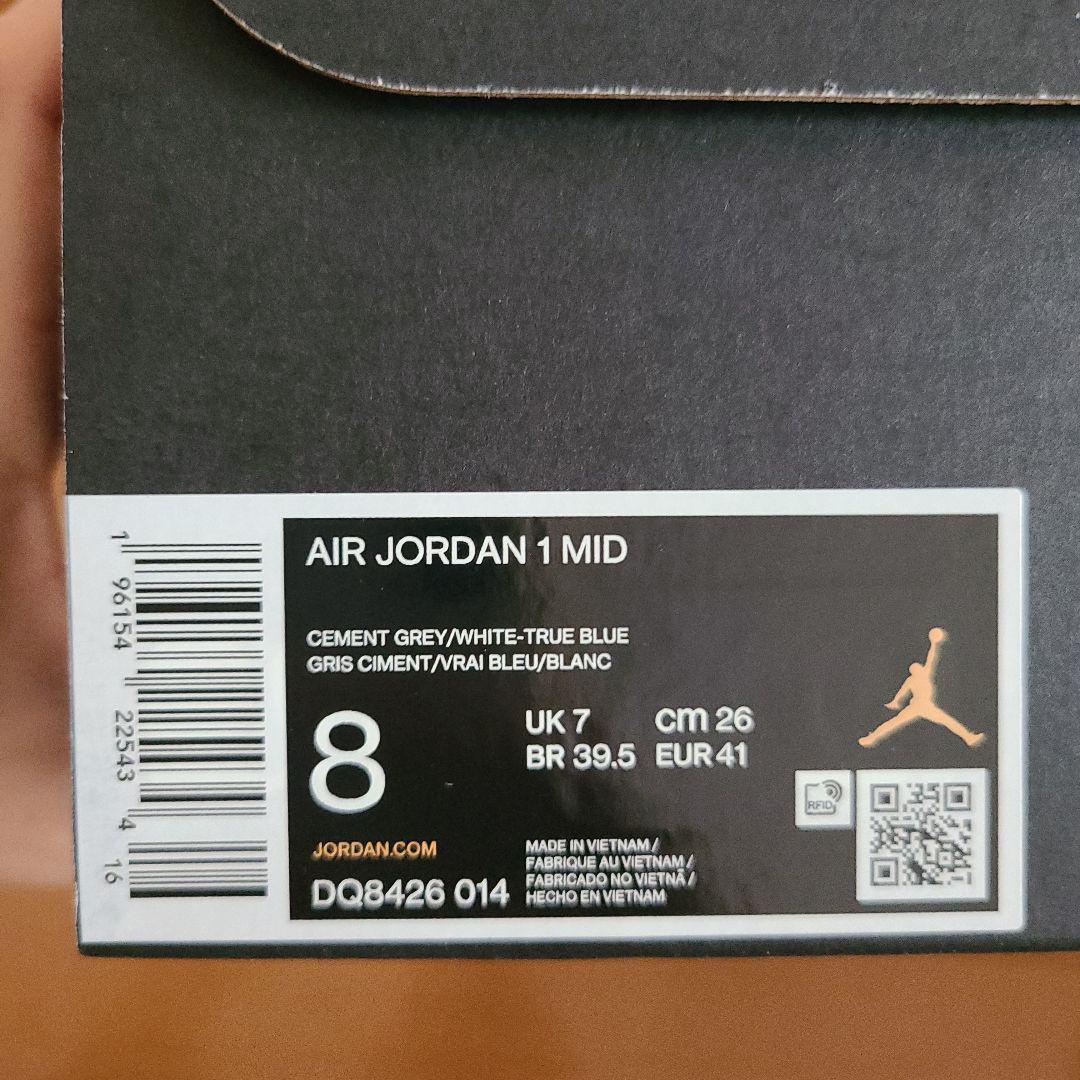 AIR JORDAN 1 MID
CEMENT GREY/WHITE-TRUE BLUE
GRIS CIMENT/VRAI BLEU/BLANC
8
UK 7 cm 26
BR 39.5 EUR 41
RFID
JORDAN.COM
DQ8426 014
MADE IN VIETNAM /
FABRIQUE AU VIETNAM /
FABRICADO NO VIETNÃ /
HECHO EN VIETNAM
1 96154 22543 4 16